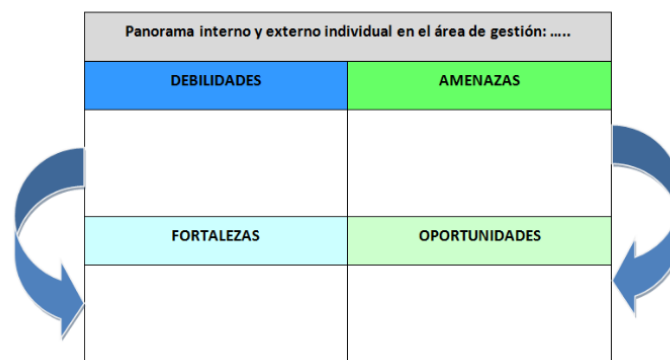 Panorama interno y externo individual en el área de gestión: .....
DEBILIDADES
AMENAZAS
FORTALEZAS
OPORTUNIDADES